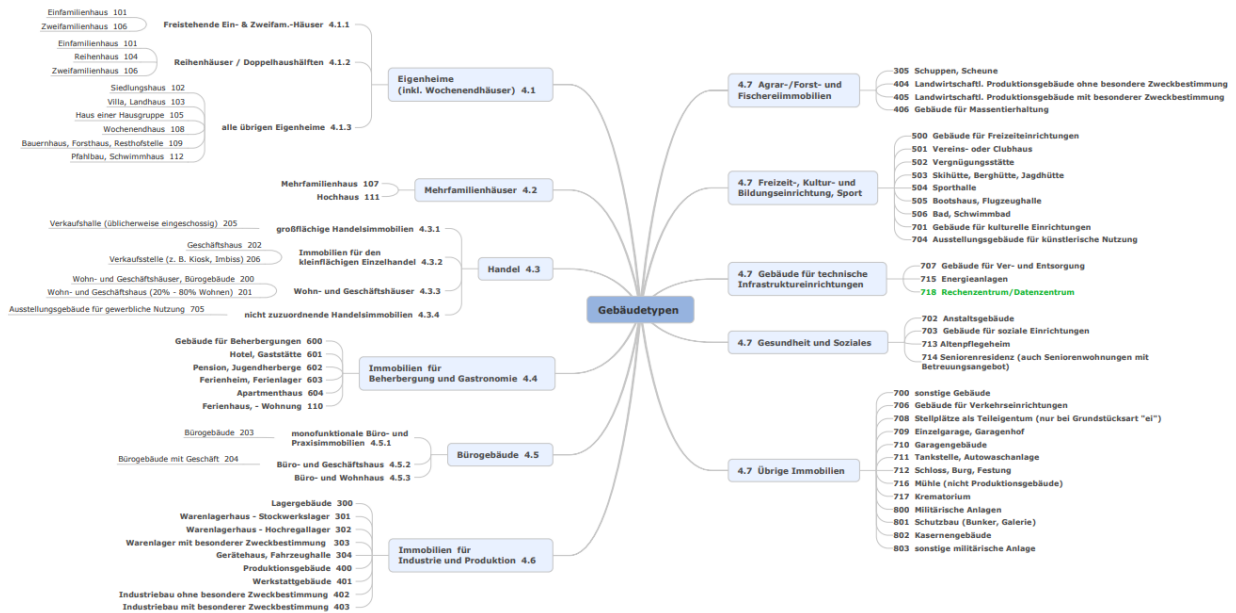 Gebäudetypen
Eigenheime
(inkl. Wochenendhäuser) 4.1
Freistehende Ein- & Zweifam.-Häuser 4.1.1
Einfamilienhaus 101
Zweifamilienhaus 106
Reihenhäuser / Doppelhaushälften 4.1.2
Einfamilienhaus 101
Reihenhaus 104
Zweifamilienhaus 106
alle übrigen Eigenheime 4.1.3
Siedlungshaus 102
Villa, Landhaus 103
Haus einer Hausgruppe 105
Wochenendhaus 108
Bauernhaus, Forsthaus, Resthofstelle 109
Pfahlbau, Schwimmhaus 112
Mehrfamilienhäuser 4.2
Mehrfamilienhaus 107
Hochhaus 111
Handel 4.3
großflächige Handelsimmobilien 4.3.1
Verkaufshalle (üblicherweise eingeschossig) 205
Immobilien für den
kleinflächigen Einzelhandel 4.3.2
Geschäftshaus 202
Verkaufsstelle (z. B. Kiosk, Imbiss) 206
Wohn- und Geschäftshäuser 4.3.3
Wohn- und Geschäftshäuser, Bürogebäude 200
Wohn- und Geschäftshaus (20% - 80% Wohnen) 201
nicht zuzuordnende Handelsimmobilien 4.3.4
Ausstellungsgebäude für gewerbliche Nutzung 705
Immobilien für
Beherbergung und Gastronomie 4.4
Gebäude für Beherbergungen 600
Hotel, Gaststätte 601
Pension, Jugendherberge 602
Ferienheim, Ferienlager 603
Apartmenthaus 604
Ferienhaus, - Wohnung 110
Bürogebäude 4.5
monofunktionale Büro- und
Praxisimmobilien 4.5.1
Bürogebäude 203
Büro- und Geschäftshaus 4.5.2
Bürogebäude mit Geschäft 204
Büro- und Wohnhaus 4.5.3
Immobilien für
Industrie und Produktion 4.6
Lagergebäude 300
Warenlagerhaus - Stockwerkslager 301
Warenlagerhaus - Hochregallager 302
Warenlager mit besonderer Zweckbestimmung 303
Gerätehaus, Fahrzeughalle 304
Produktionsgebäude 400
Werkstattgebäude 401
Industriebau ohne besondere Zweckbestimmung 402
Industriebau mit besonderer Zweckbestimmung 403
4.7 Agrar-/Forst- und
Fischereiimmobilien
305 Schuppen, Scheune
404 Landwirtschaftl. Produktionsgebäude ohne besondere Zweckbestimmung
405 Landwirtschaftl. Produktionsgebäude mit besonderer Zweckbestimmung
406 Gebäude für Massentierhaltung
4.7 Freizeit-, Kultur- und
Bildungseinrichtung, Sport
500 Gebäude für Freizeiteinrichtungen
501 Vereins- oder Clubhaus
502 Vergnügungsstätte
503 Skihütte, Berghütte, Jagdhütte
504 Sporthalle
505 Bootshaus, Flugzeughalle
506 Bad, Schwimmbad
701 Gebäude für kulturelle Einrichtungen
704 Ausstellungsgebäude für künstlerische Nutzung
4.7 Gebäude für technische
Infrastruktureinrichtungen
707 Gebäude für Ver- und Entsorgung
715 Energieanlagen
718 Rechenzentrum/Datenzentrum
4.7 Gesundheit und Soziales
702 Anstaltsgebäude
703 Gebäude für soziale Einrichtungen
713 Altenpflegeheim
714 Seniorenresidenz (auch Seniorenwohnungen mit
Betreuungsangebot)
4.7 Übrige Immobilien
700 sonstige Gebäude
706 Gebäude für Verkehrseinrichtungen
708 Stellplätze als Teileigentum (nur bei Grundstücksart "ei")
709 Einzelgarage, Garagenhof
710 Garagengebäude
711 Tankstelle, Autowaschanlage
712 Schloss, Burg, Festung
716 Mühle (nicht Produktionsgebäude)
717 Krematorium
800 Militärische Anlagen
801 Schutzbau (Bunker, Galerie)
802 Kasernengebäude
803 sonstige militärische Anlage